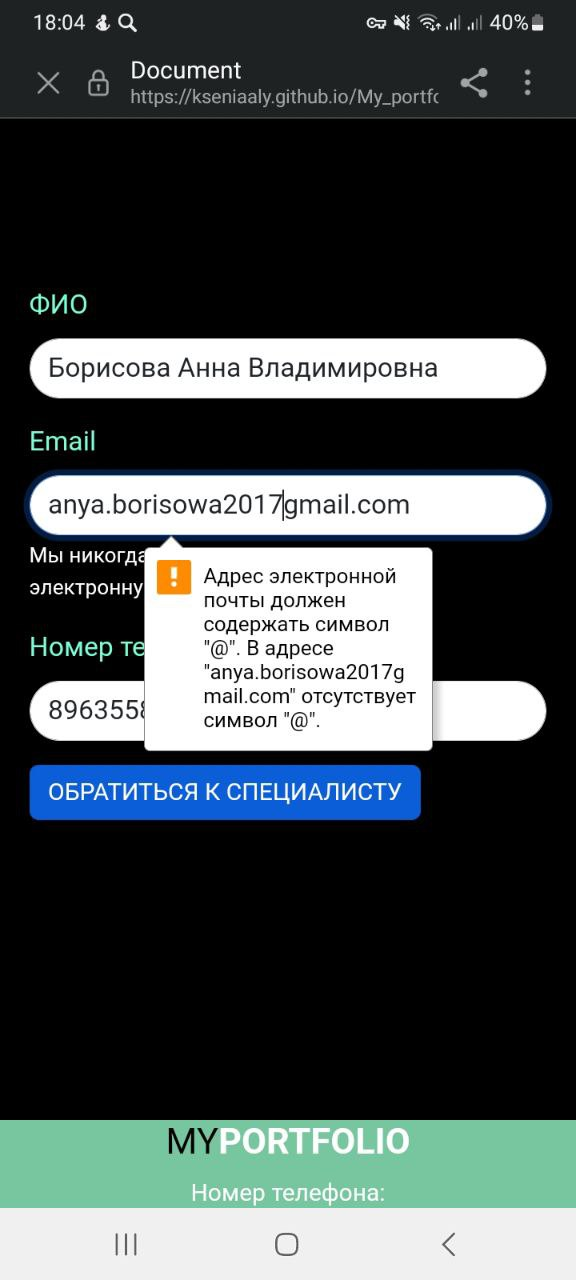 18:04
40%
Document
https://kseniaaly.github.io/My_portfo
ФИО
Борисова Анна Владимировна
Email
anya.borisowa2017gmail.com
Мы никогда
электронну
Адрес электронной
почты должен
содержать символ
"@". В адресе
"anya.borisowa2017g
mail.com" отсутствует
символ "@".
Номер те
896355
ОБРАТИТЬСЯ К СПЕЦИАЛИСТУ
MYPORTFOLIO
Номер телефона: